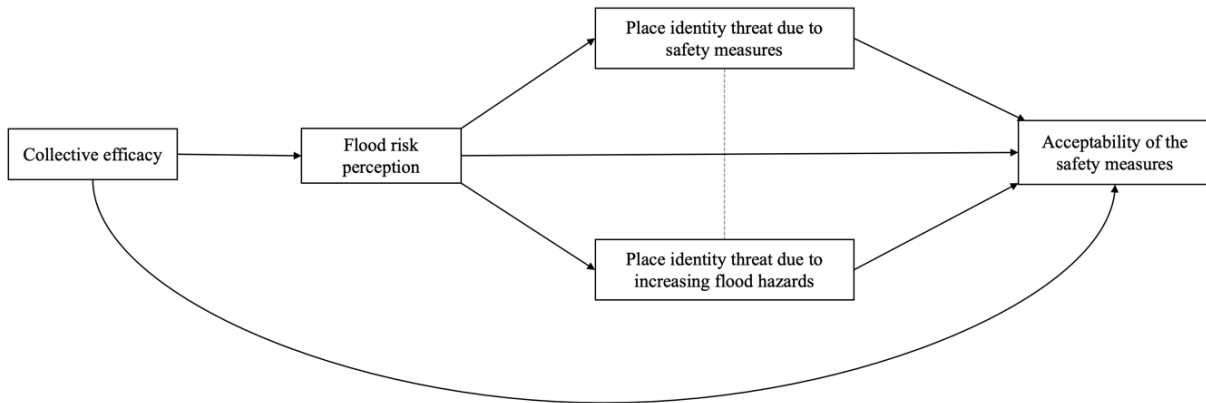 Place identity threat due to
safety measures
Collective efficacy
Flood risk
perception
Acceptability of the
safety measures
Place identity threat due to
increasing flood hazards